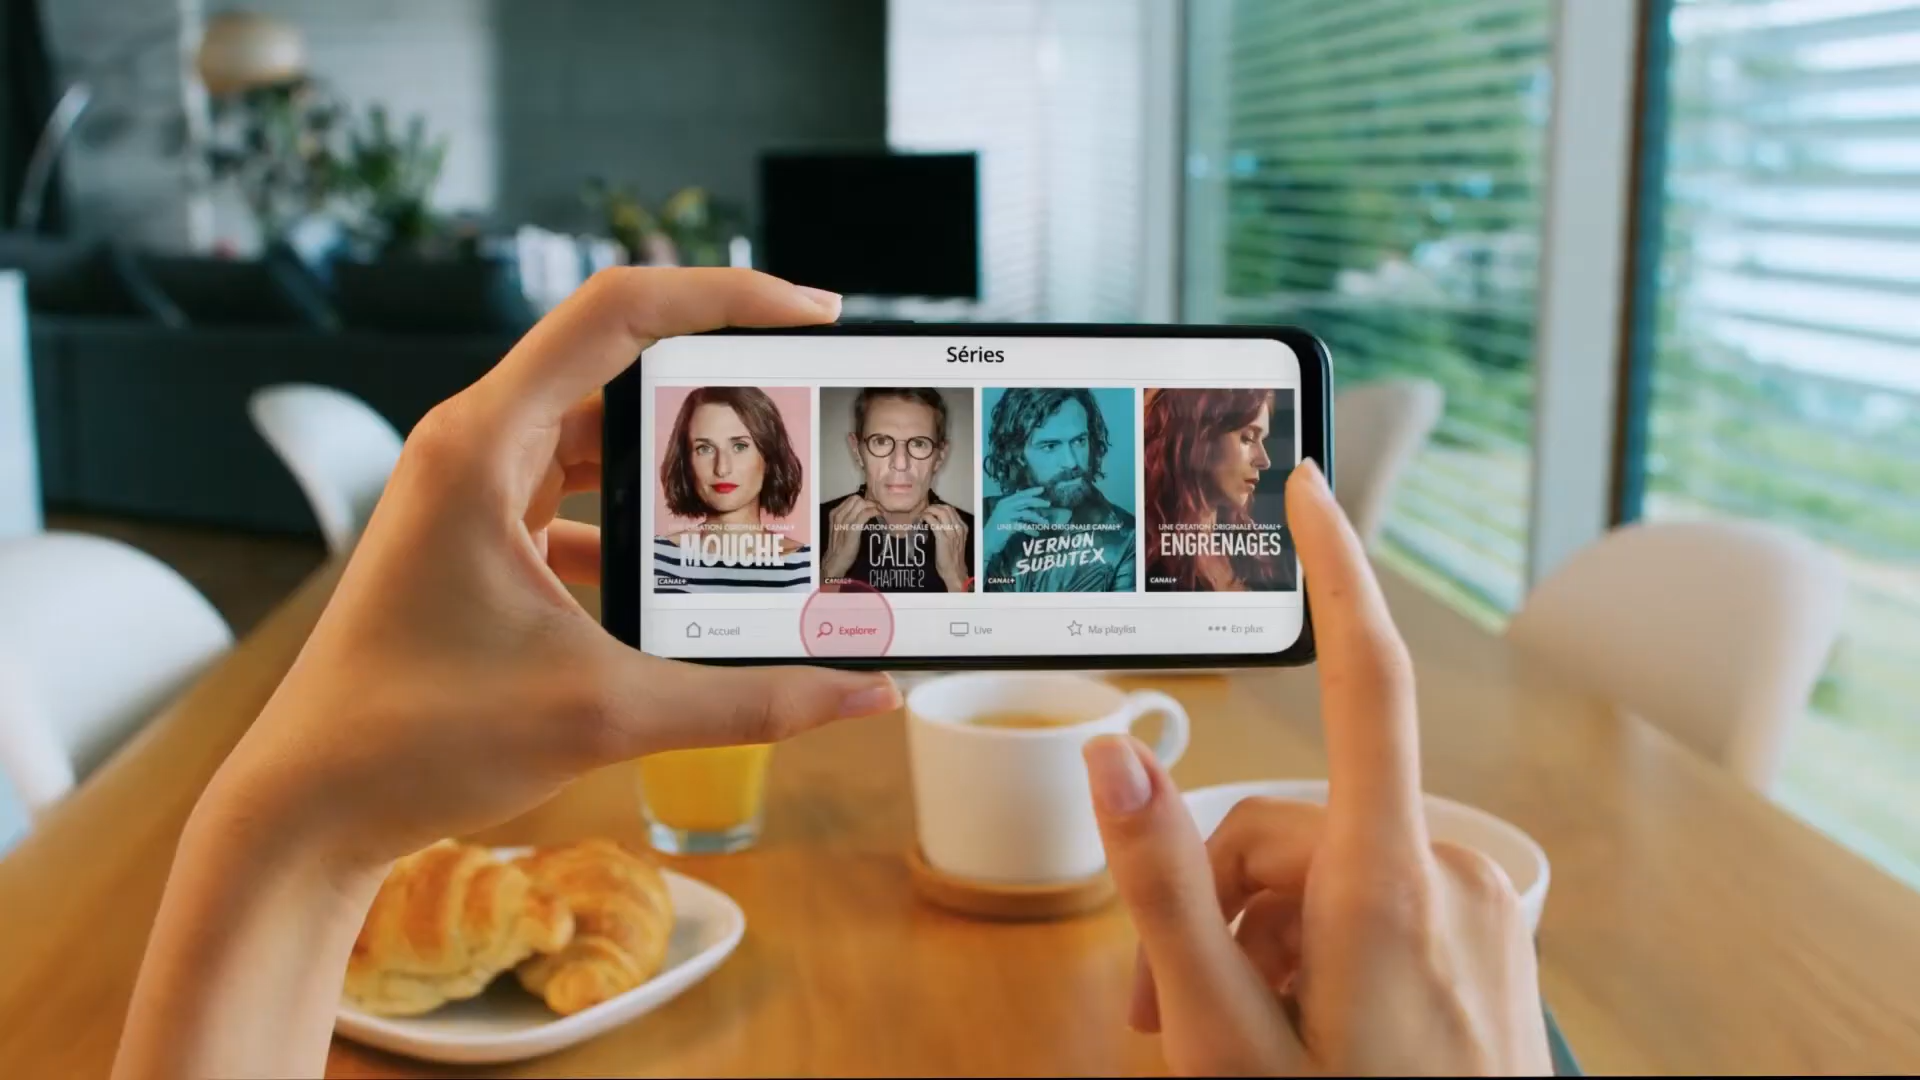 Séries
UNE CRÉATION ORIGINALE CANAL+
MOUCHE
CANAL+
UNE CRÉATION ORIGINALE CANAL+
CALLS
CHAPITRE 2
CANAL+
UNE CRÉATION ORIGINALE CANAL+
VERNON
SUBUTEX
CANAL+
UNE CRÉATION ORIGINALE CANAL+
ENGRENAGES
CANAL+
Accueil
Explorer
Live
Ma playlist
En plus